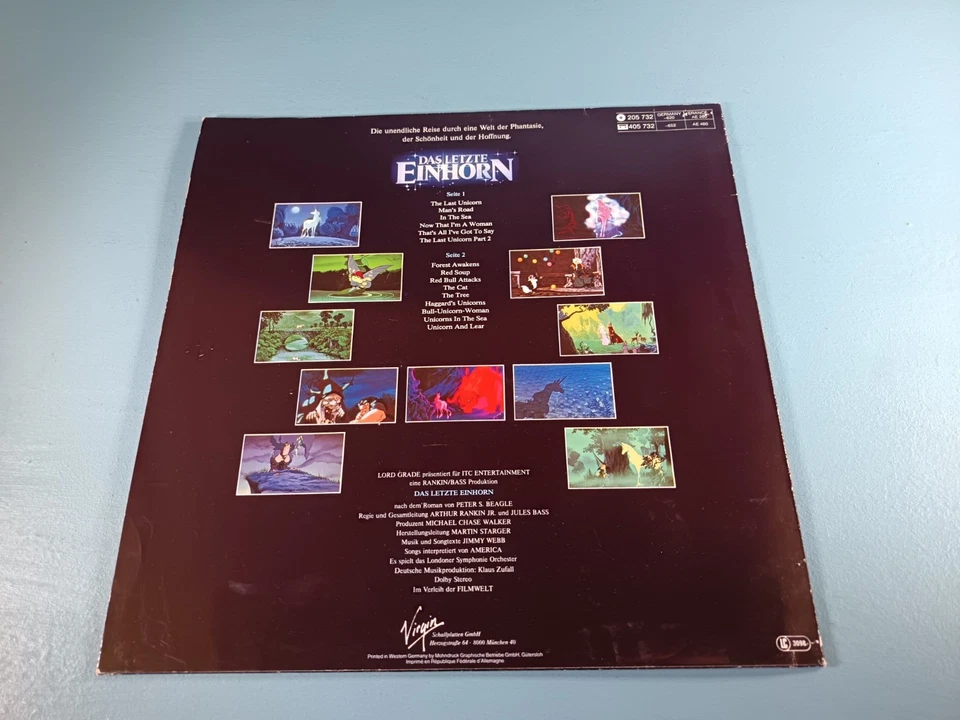 205 732
GERMANY
-420
FRANCE
405 732
-452
AE 460
Die unendliche Reise durch eine Welt der Phantasie,
der Schönheit und der Hoffnung.
DAS LETZTE
EINHORN
Seite 1
The Last Unicorn
Man's Road
In The Sea
Now That I'm A Woman
That's All I've Got To Say
The Last Unicorn Part 2
Seite 2
Forest Awakens
Red Soup
Red Bull Attacks
The Cat
The Tree
Haggard's Unicorns
Bull-Unicorn-Woman
Unicorns In The Sea
Unicorn And Lear
LORD GRADE präsentiert für ITC ENTERTAINMENT
eine RANKIN/BASS Produktion
DAS LETZTE EINHORN
nach dem Roman von PETER S. BEAGLE
Regie und Gesamtleitung ARTHUR RANKIN JR. und JULES BASS
Produzent MICHAEL CHASE WALKER
Herstellungsleitung MARTIN STARGER
Musik und Songtexte JIMMY WEBB
Songs interpretiert von AMERICA
Es spielt das Londoner Symphonie Orchester
Deutsche Musikproduktion: Klaus Zufall
Dolby Stereo
Im Verleih der FILMWELT
Virgin
Schallplatten GmbH
Herzogstraße 64 - 8000 München 40
LC 3098
Printed in Western Germany by Mohndruck Graphische Betriebe GmbH, Gütersloh
Imprimé en République Fédérale d'Allemagne